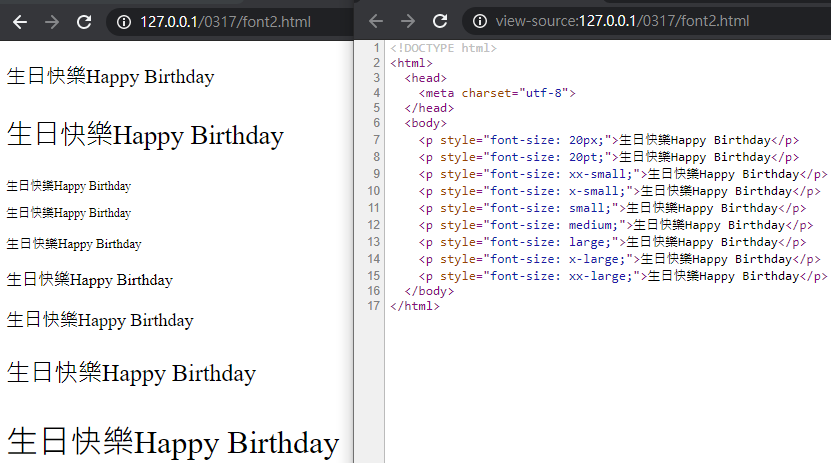 127.0.0.1/0317/font2.html
生日快樂Happy Birthday
生日快樂Happy Birthday
生日快樂Happy Birthday
生日快樂Happy Birthday
生日快樂Happy Birthday
生日快樂Happy Birthday
生日快樂Happy Birthday
生日快樂Happy Birthday
生日快樂Happy Birthday
view-source:127.0.0.1/0317/font2.html
1 <!DOCTYPE html>
2 <html>
3 <head>
4 <meta charset="utf-8">
5 </head>
6 <body>
7 <p style="font-size: 20px;">生日快樂Happy Birthday</p>
8 <p style="font-size: 20pt;">生日快樂Happy Birthday</p>
9 <p style="font-size: xx-small;">生日快樂Happy Birthday</p>
10 <p style="font-size: x-small;">生日快樂Happy Birthday</p>
11 <p style="font-size: small;">生日快樂Happy Birthday</p>
12 <p style="font-size: medium;">生日快樂Happy Birthday</p>
13 <p style="font-size: large;">生日快樂Happy Birthday</p>
14 <p style="font-size: x-large;">生日快樂Happy Birthday</p>
15 <p style="font-size: xx-large;">生日快樂Happy Birthday</p>
16 </body>
17 </html>